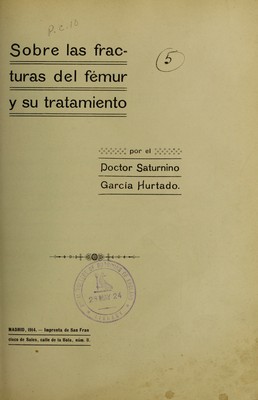 P.C.10
5
Sobre las frac-
turas del fémur
y su tratamiento
por el
Doctor Saturnino
García Hurtado.
24
MADRID, 1914.—Imprenta de San Fran
cisco de Sales, calle de la Bola, núm. 8.